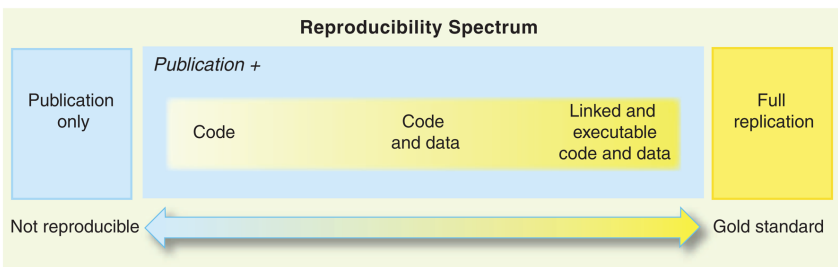 Reproducibility Spectrum
Publication
only
Publication +
Code
Code
and data
Linked and
executable
code and data
Full
replication
Not reproducible
Gold standard